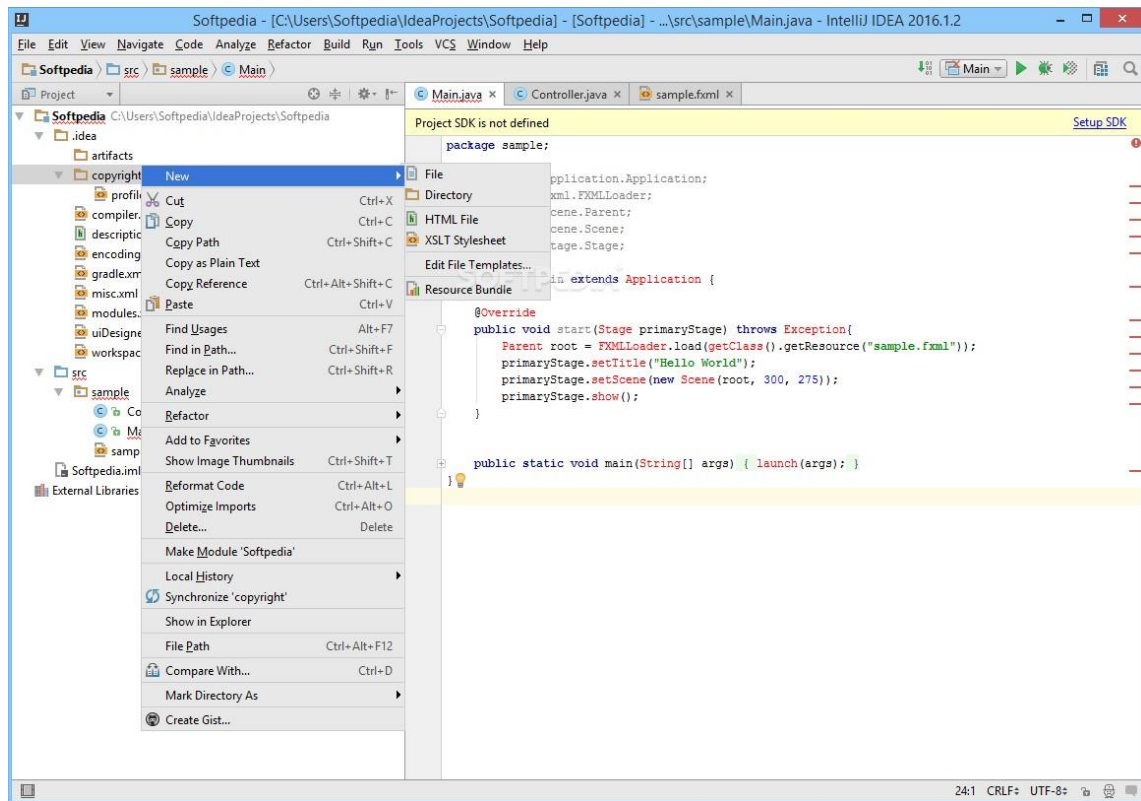 Softpedia - [C:\Users\Softpedia\IdeaProjects\Softpedia] - [Softpedia] - ...\src\sample\Main.java - IntelliJ IDEA 2016.1.2
File Edit View Navigate Code Analyze Refactor Build Run Tools VCS Window Help
Softpedia src sample Main
Main
Project
Main.java × Controller.java × sample.fxml ×
Softpedia C:\Users\Softpedia\IdeaProjects\Softpedia
.idea
artifacts
copyright
profile
compiler.
descriptio
encoding
gradle.xm
misc.xml
modules.
uiDesigne
workspac
src
sample
Co
Ma
samp
Softpedia.iml
External Libraries
New
Cut Ctrl+X
Copy Ctrl+C
Copy Path Ctrl+Shift+C
Copy as Plain Text
Copy Reference Ctrl+Alt+Shift+C
Paste Ctrl+V
Find Usages Alt+F7
Find in Path... Ctrl+Shift+F
Replace in Path... Ctrl+Shift+R
Analyze
Refactor
Add to Favorites
Show Image Thumbnails Ctrl+Shift+T
Reformat Code Ctrl+Alt+L
Optimize Imports Ctrl+Alt+O
Delete... Delete
Make Module 'Softpedia'
Local History
Synchronize 'copyright'
Show in Explorer
File Path Ctrl+Alt+F12
Compare With... Ctrl+D
Mark Directory As
Create Gist...
File
Directory
HTML File
XSLT Stylesheet
Edit File Templates...
Resource Bundle
Project SDK is not defined Setup SDK
package sample;
pplication.Application;
xml.FXMLLoader;
cene.Parent;
cene.Scene;
tage.Stage;
SOFTPEDIA
in extends Application {
@Override
public void start(Stage primaryStage) throws Exception{
Parent root = FXMLLoader.load(getClass().getResource("sample.fxml"));
primaryStage.setTitle("Hello World");
primaryStage.setScene(new Scene(root, 300, 275));
primaryStage.show();
}
public static void main(String[] args) { launch(args); }
}
24:1 CRLF UTF-8